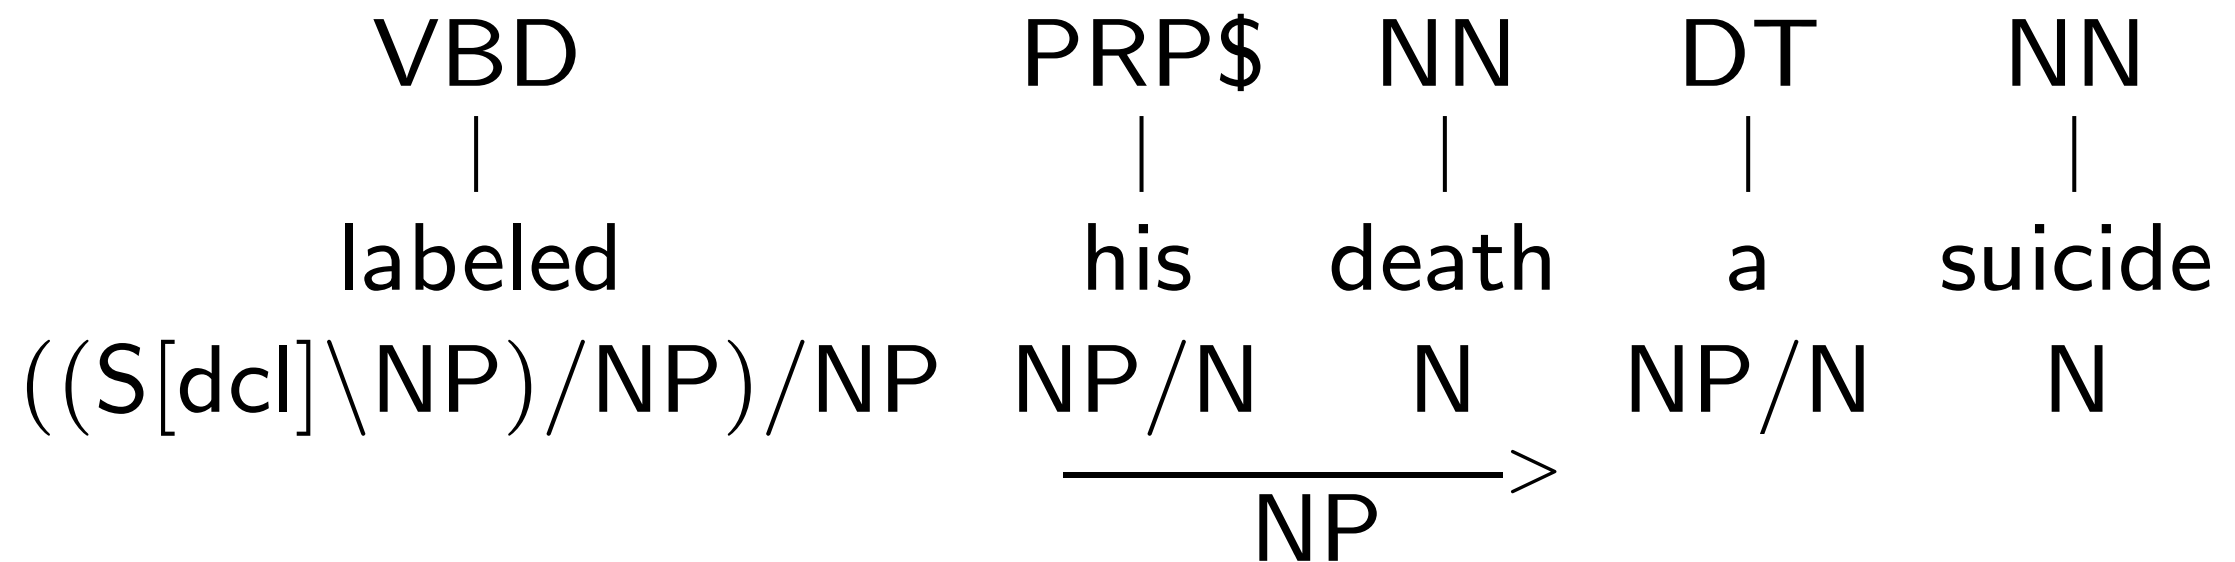 VBD PRP$ NN DT NN
labeled his death a suicide
((S[dcl]\NP)/NP)/NP NP/N N NP/N N
>
NP